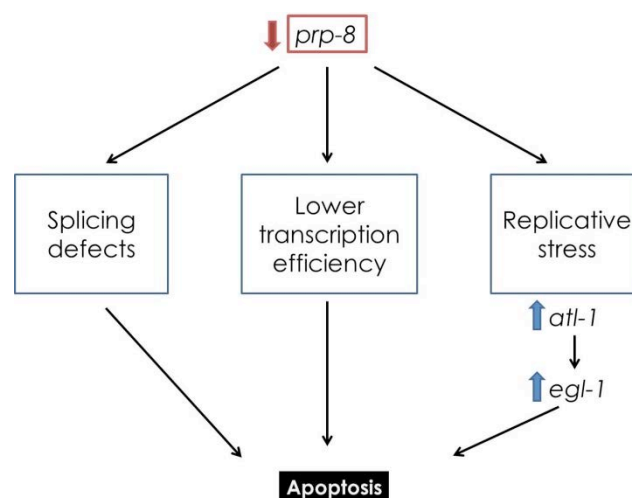 prp-8
Splicing
defects
Lower
transcription
efficiency
Replicative
stress
atl-1
egl-1
Apoptosis